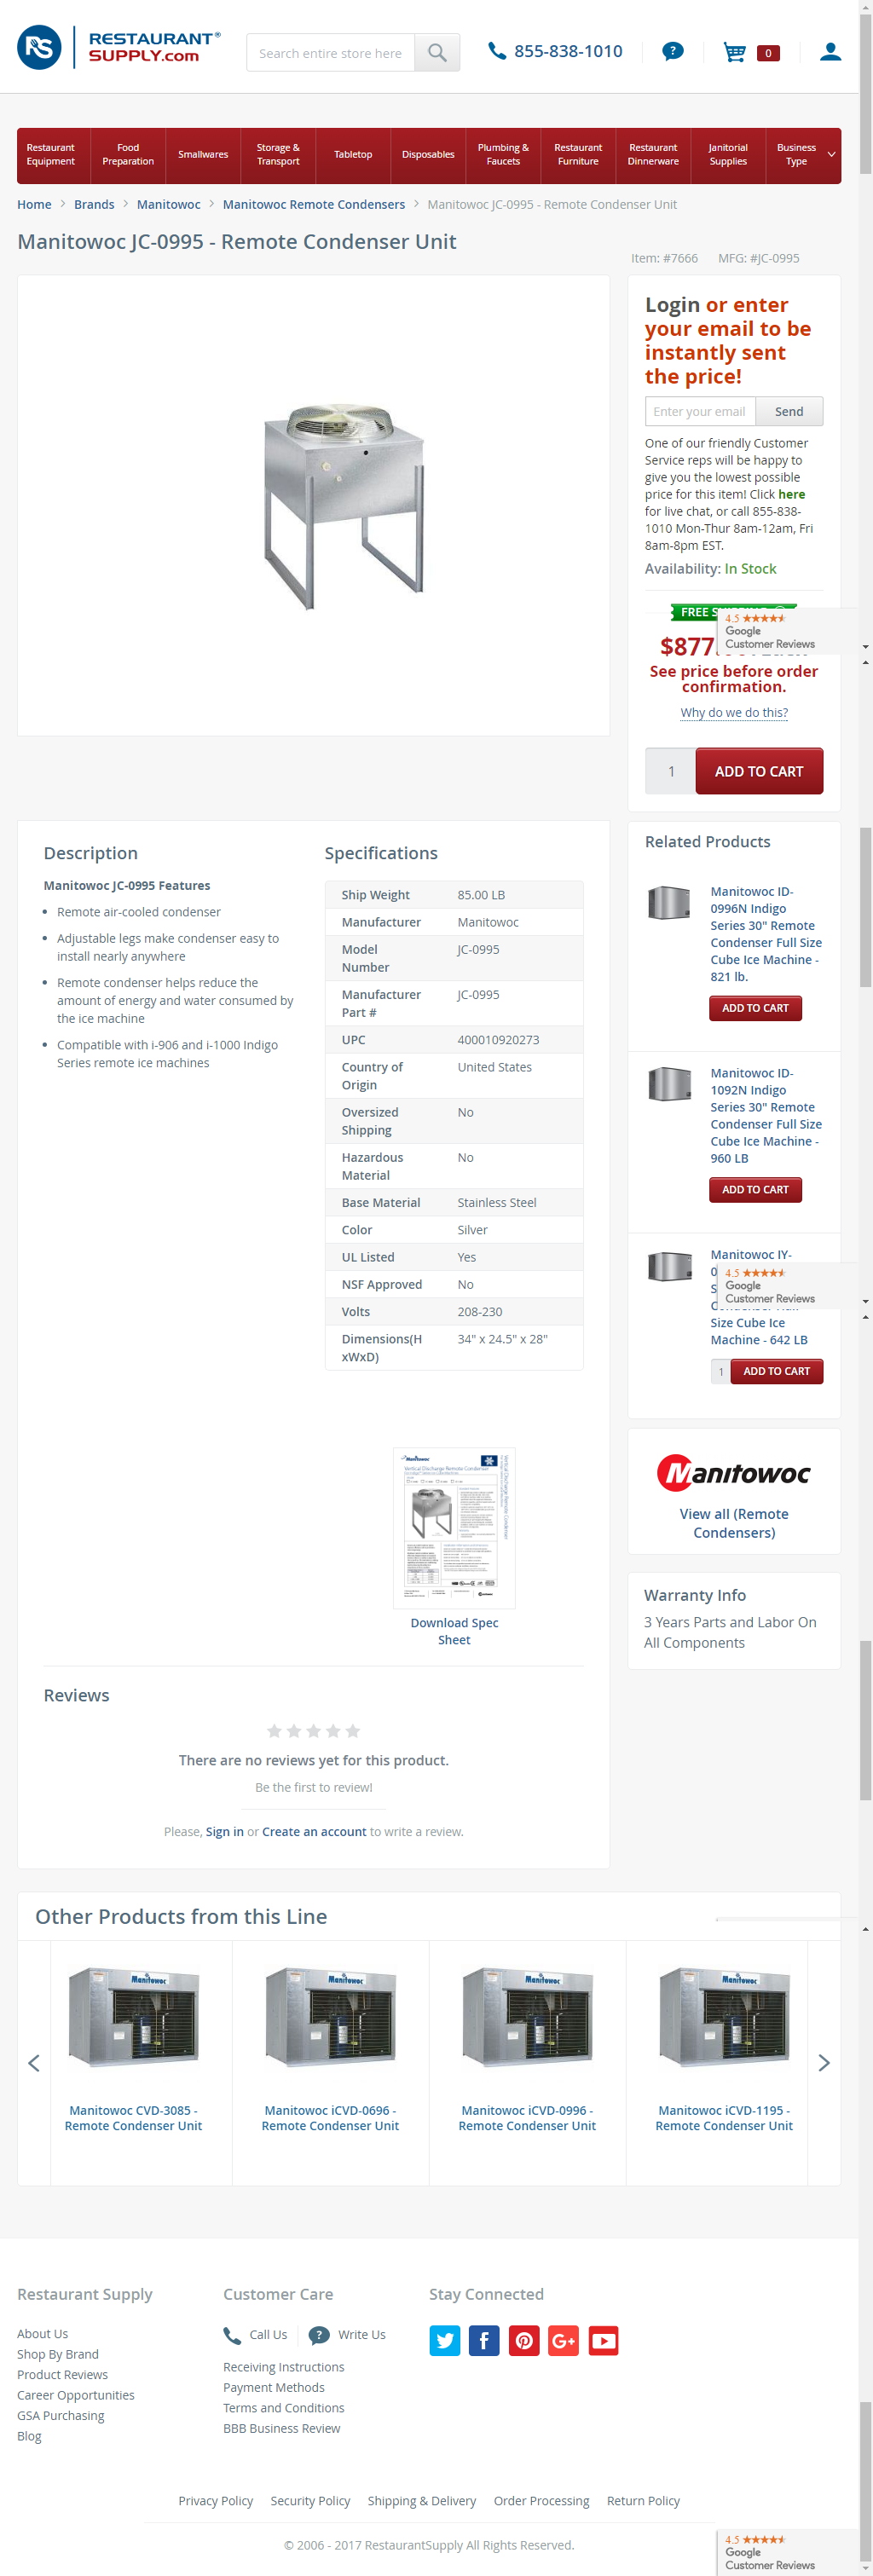 RS
RESTAURANT®
SUPPLY.com
Search entire store here
855-838-1010
?
0
Restaurant Equipment
Food Preparation
Smallwares
Storage & Transport
Tabletop
Disposables
Plumbing & Faucets
Restaurant Furniture
Restaurant Dinnerware
Janitorial Supplies
Business Type
Home > Brands > Manitowoc > Manitowoc Remote Condensers > Manitowoc JC-0995 - Remote Condenser Unit
Manitowoc JC-0995 - Remote Condenser Unit
Item: #7666 MFG: #JC-0995
Login or enter
your email to be
instantly sent
the price!
Enter your email
Send
One of our friendly Customer
Service reps will be happy to
give you the lowest possible
price for this item! Click here
for live chat, or call 855-838-
1010 Mon-Thur 8am-12am, Fri
8am-8pm EST.
Availability: In Stock
FREE
4.5
Google
Customer Reviews
$877.
See price before order
confirmation.
Why do we do this?
1
ADD TO CART
Description
Manitowoc JC-0995 Features
• Remote air-cooled condenser
• Adjustable legs make condenser easy to
install nearly anywhere
• Remote condenser helps reduce the
amount of energy and water consumed by
the ice machine
• Compatible with i-906 and i-1000 Indigo
Series remote ice machines
Specifications
Ship Weight 85.00 LB
Manufacturer Manitowoc
Model JC-0995
Number
Manufacturer JC-0995
Part #
UPC 400010920273
Country of United States
Origin
Oversized No
Shipping
Hazardous No
Material
Base Material Stainless Steel
Color Silver
UL Listed Yes
NSF Approved No
Volts 208-230
Dimensions(H 34" x 24.5" x 28"
xWxD)
Manitowoc
Vertical Discharge Remote Condenser
Download Spec
Sheet
Related Products
Manitowoc ID-
0996N Indigo
Series 30" Remote
Condenser Full Size
Cube Ice Machine -
821 lb.
ADD TO CART
Manitowoc ID-
1092N Indigo
Series 30" Remote
Condenser Full Size
Cube Ice Machine -
960 LB
ADD TO CART
Manitowoc IY-
4.5
Google
Customer Reviews
Size Cube Ice
Machine - 642 LB
1
ADD TO CART
Manitowoc
View all (Remote
Condensers)
Warranty Info
3 Years Parts and Labor On
All Components
Reviews
There are no reviews yet for this product.
Be the first to review!
Please, Sign in or Create an account to write a review.
Other Products from this Line
Manitowoc
Manitowoc
Manitowoc
Manitowoc
Manitowoc CVD-3085 -
Remote Condenser Unit
Manitowoc iCVD-0696 -
Remote Condenser Unit
Manitowoc iCVD-0996 -
Remote Condenser Unit
Manitowoc iCVD-1195 -
Remote Condenser Unit
Restaurant Supply
About Us
Shop By Brand
Product Reviews
Career Opportunities
GSA Purchasing
Blog
Customer Care
Call Us
?
Write Us
Receiving Instructions
Payment Methods
Terms and Conditions
BBB Business Review
Stay Connected
f
G+
Privacy Policy Security Policy Shipping & Delivery Order Processing Return Policy
© 2006 - 2017 RestaurantSupply All Rights Reserved.
4.5
Google
Customer Reviews